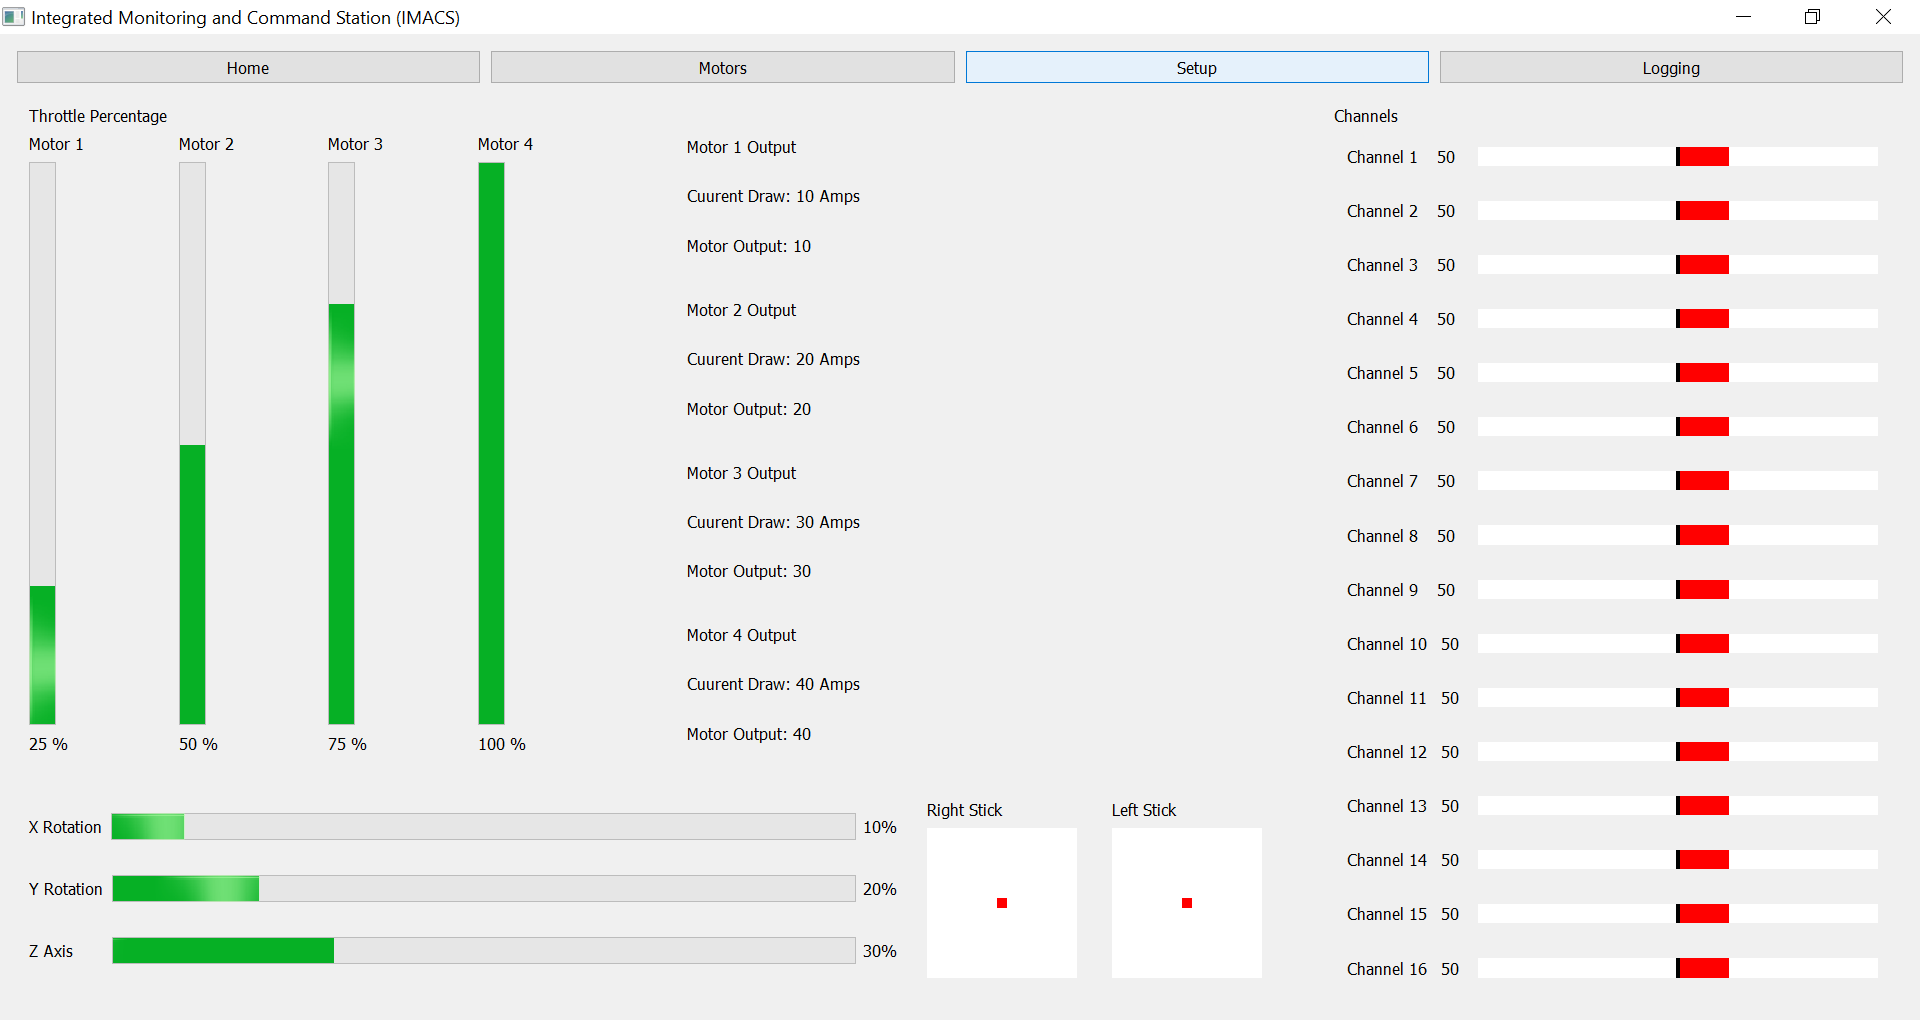 Integrated Monitoring and Command Station (IMACS)
Home Motors Setup Logging
Throttle Percentage
Motor 1 Motor 2 Motor 3 Motor 4
25 % 50 % 75 % 100 %
Motor 1 Output
Cuurent Draw: 10 Amps
Motor Output: 10
Motor 2 Output
Cuurent Draw: 20 Amps
Motor Output: 20
Motor 3 Output
Cuurent Draw: 30 Amps
Motor Output: 30
Motor 4 Output
Cuurent Draw: 40 Amps
Motor Output: 40
X Rotation 10%
Y Rotation 20%
Z Axis 30%
Right Stick Left Stick
Channels
Channel 1 50
Channel 2 50
Channel 3 50
Channel 4 50
Channel 5 50
Channel 6 50
Channel 7 50
Channel 8 50
Channel 9 50
Channel 10 50
Channel 11 50
Channel 12 50
Channel 13 50
Channel 14 50
Channel 15 50
Channel 16 50